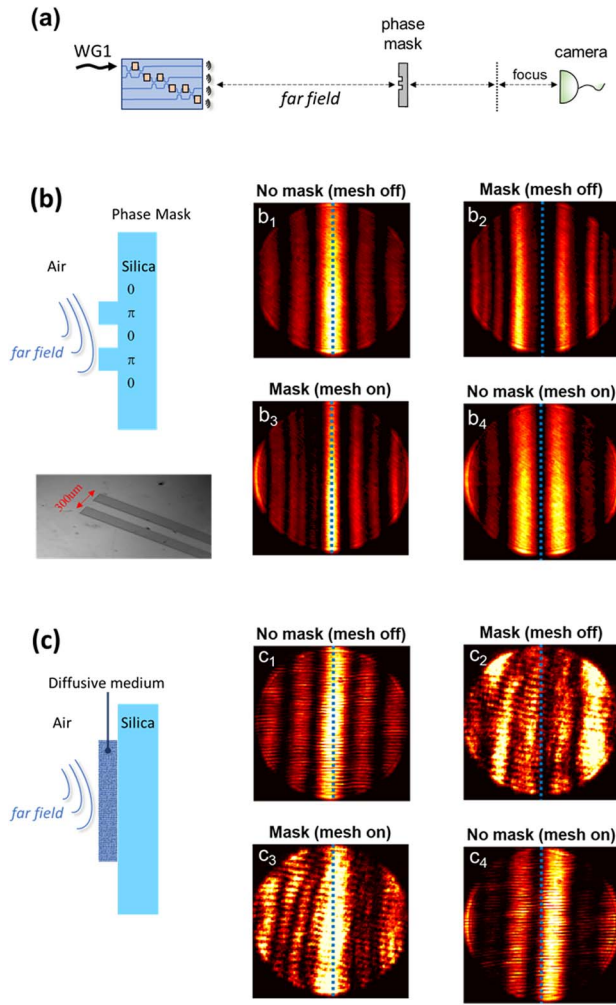 (a)
WG1
phase
mask
camera
far field
focus
(b)
Phase Mask
Air
Silica
0
π
0
π
0
far field
300um
No mask (mesh off)
b1
Mask (mesh off)
b2
Mask (mesh on)
b3
No mask (mesh on)
b4
(c)
Diffusive medium
Air
Silica
far field
No mask (mesh off)
c1
Mask (mesh off)
c2
Mask (mesh on)
c3
No mask (mesh on)
c4